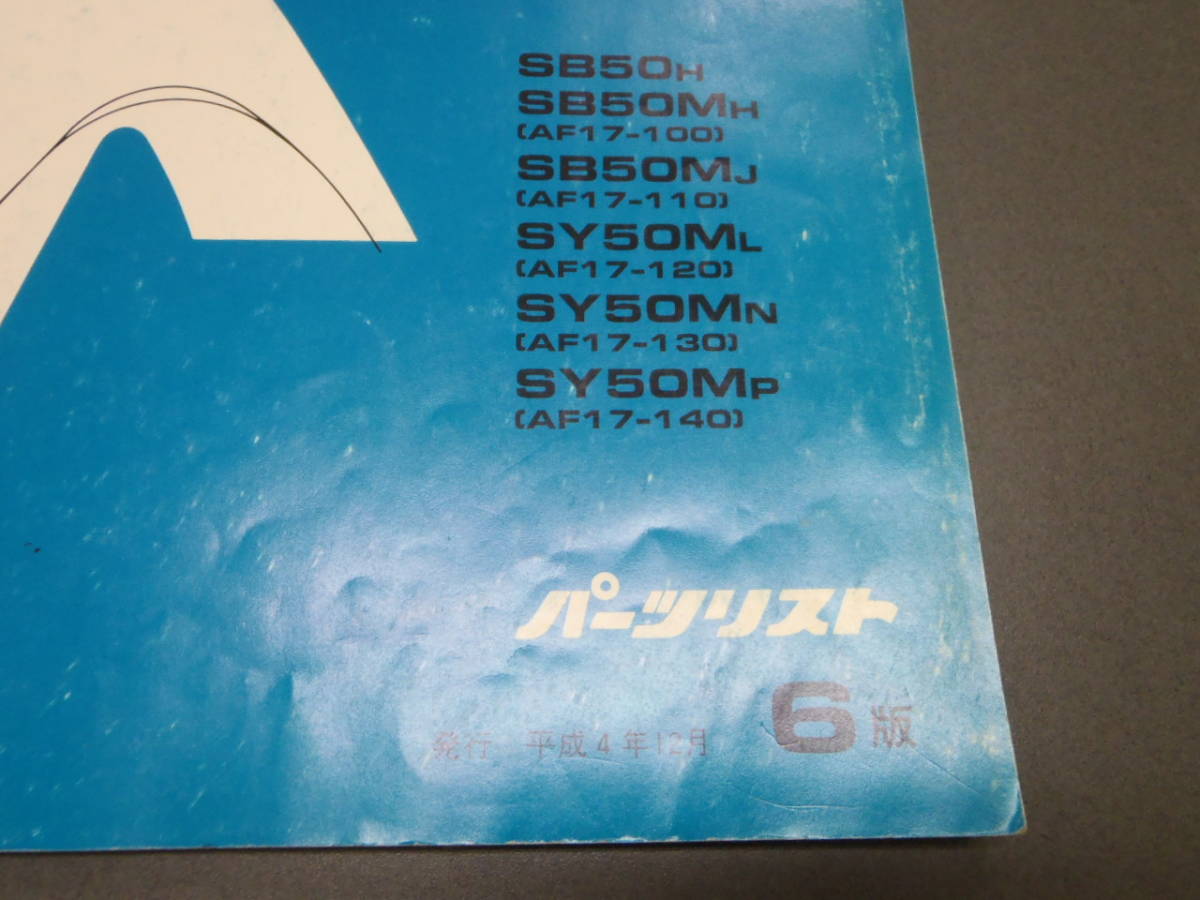 SB50H
SB50MH
(AF17-100)
SB50MJ
(AF17-110)
SY50ML
(AF17-120)
SY50MN
(AF17-130)
SY50MP
(AF17-140)
パーツリスト
6版
発行 平成4年12月